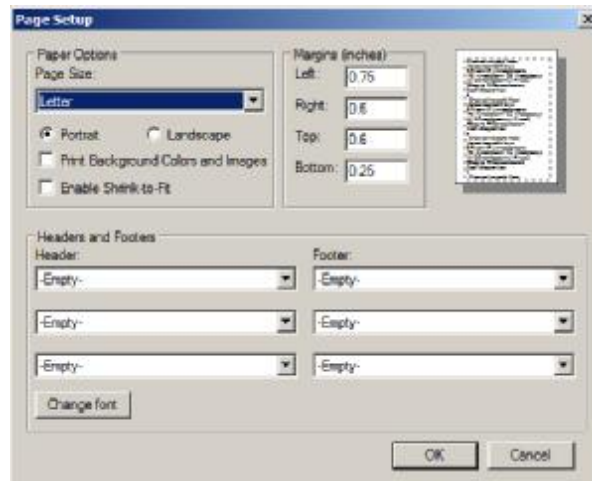 Page Setup
Paper Options
Page Size:
Letter
Portrait
Landscape
Print Background Colors and Images
Enable Shrink-to-Fit
Margins (inches)
Left: 0.75
Right: 0.6
Top: 0.6
Bottom: 0.25
Headers and Footers
Header:
Footer:
-Empty-
-Empty-
-Empty-
-Empty-
-Empty-
-Empty-
Change font
OK
Cancel